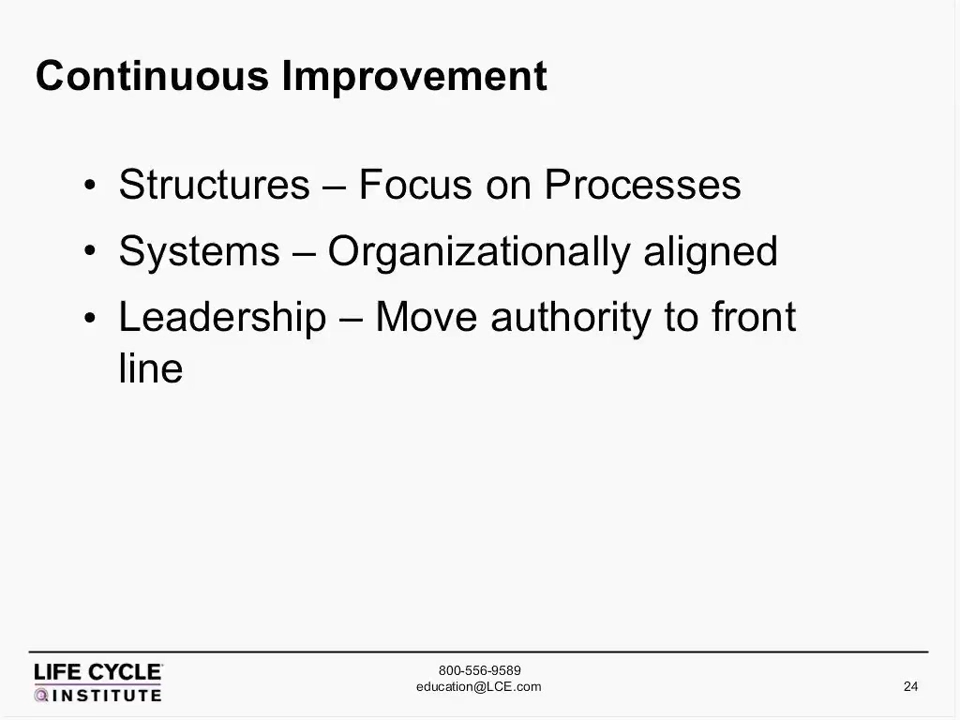 Continuous Improvement
• Structures – Focus on Processes
• Systems – Organizationally aligned
• Leadership – Move authority to front
line
LIFE CYCLE
INSTITUTE
800-556-9589
education@LCE.com
24